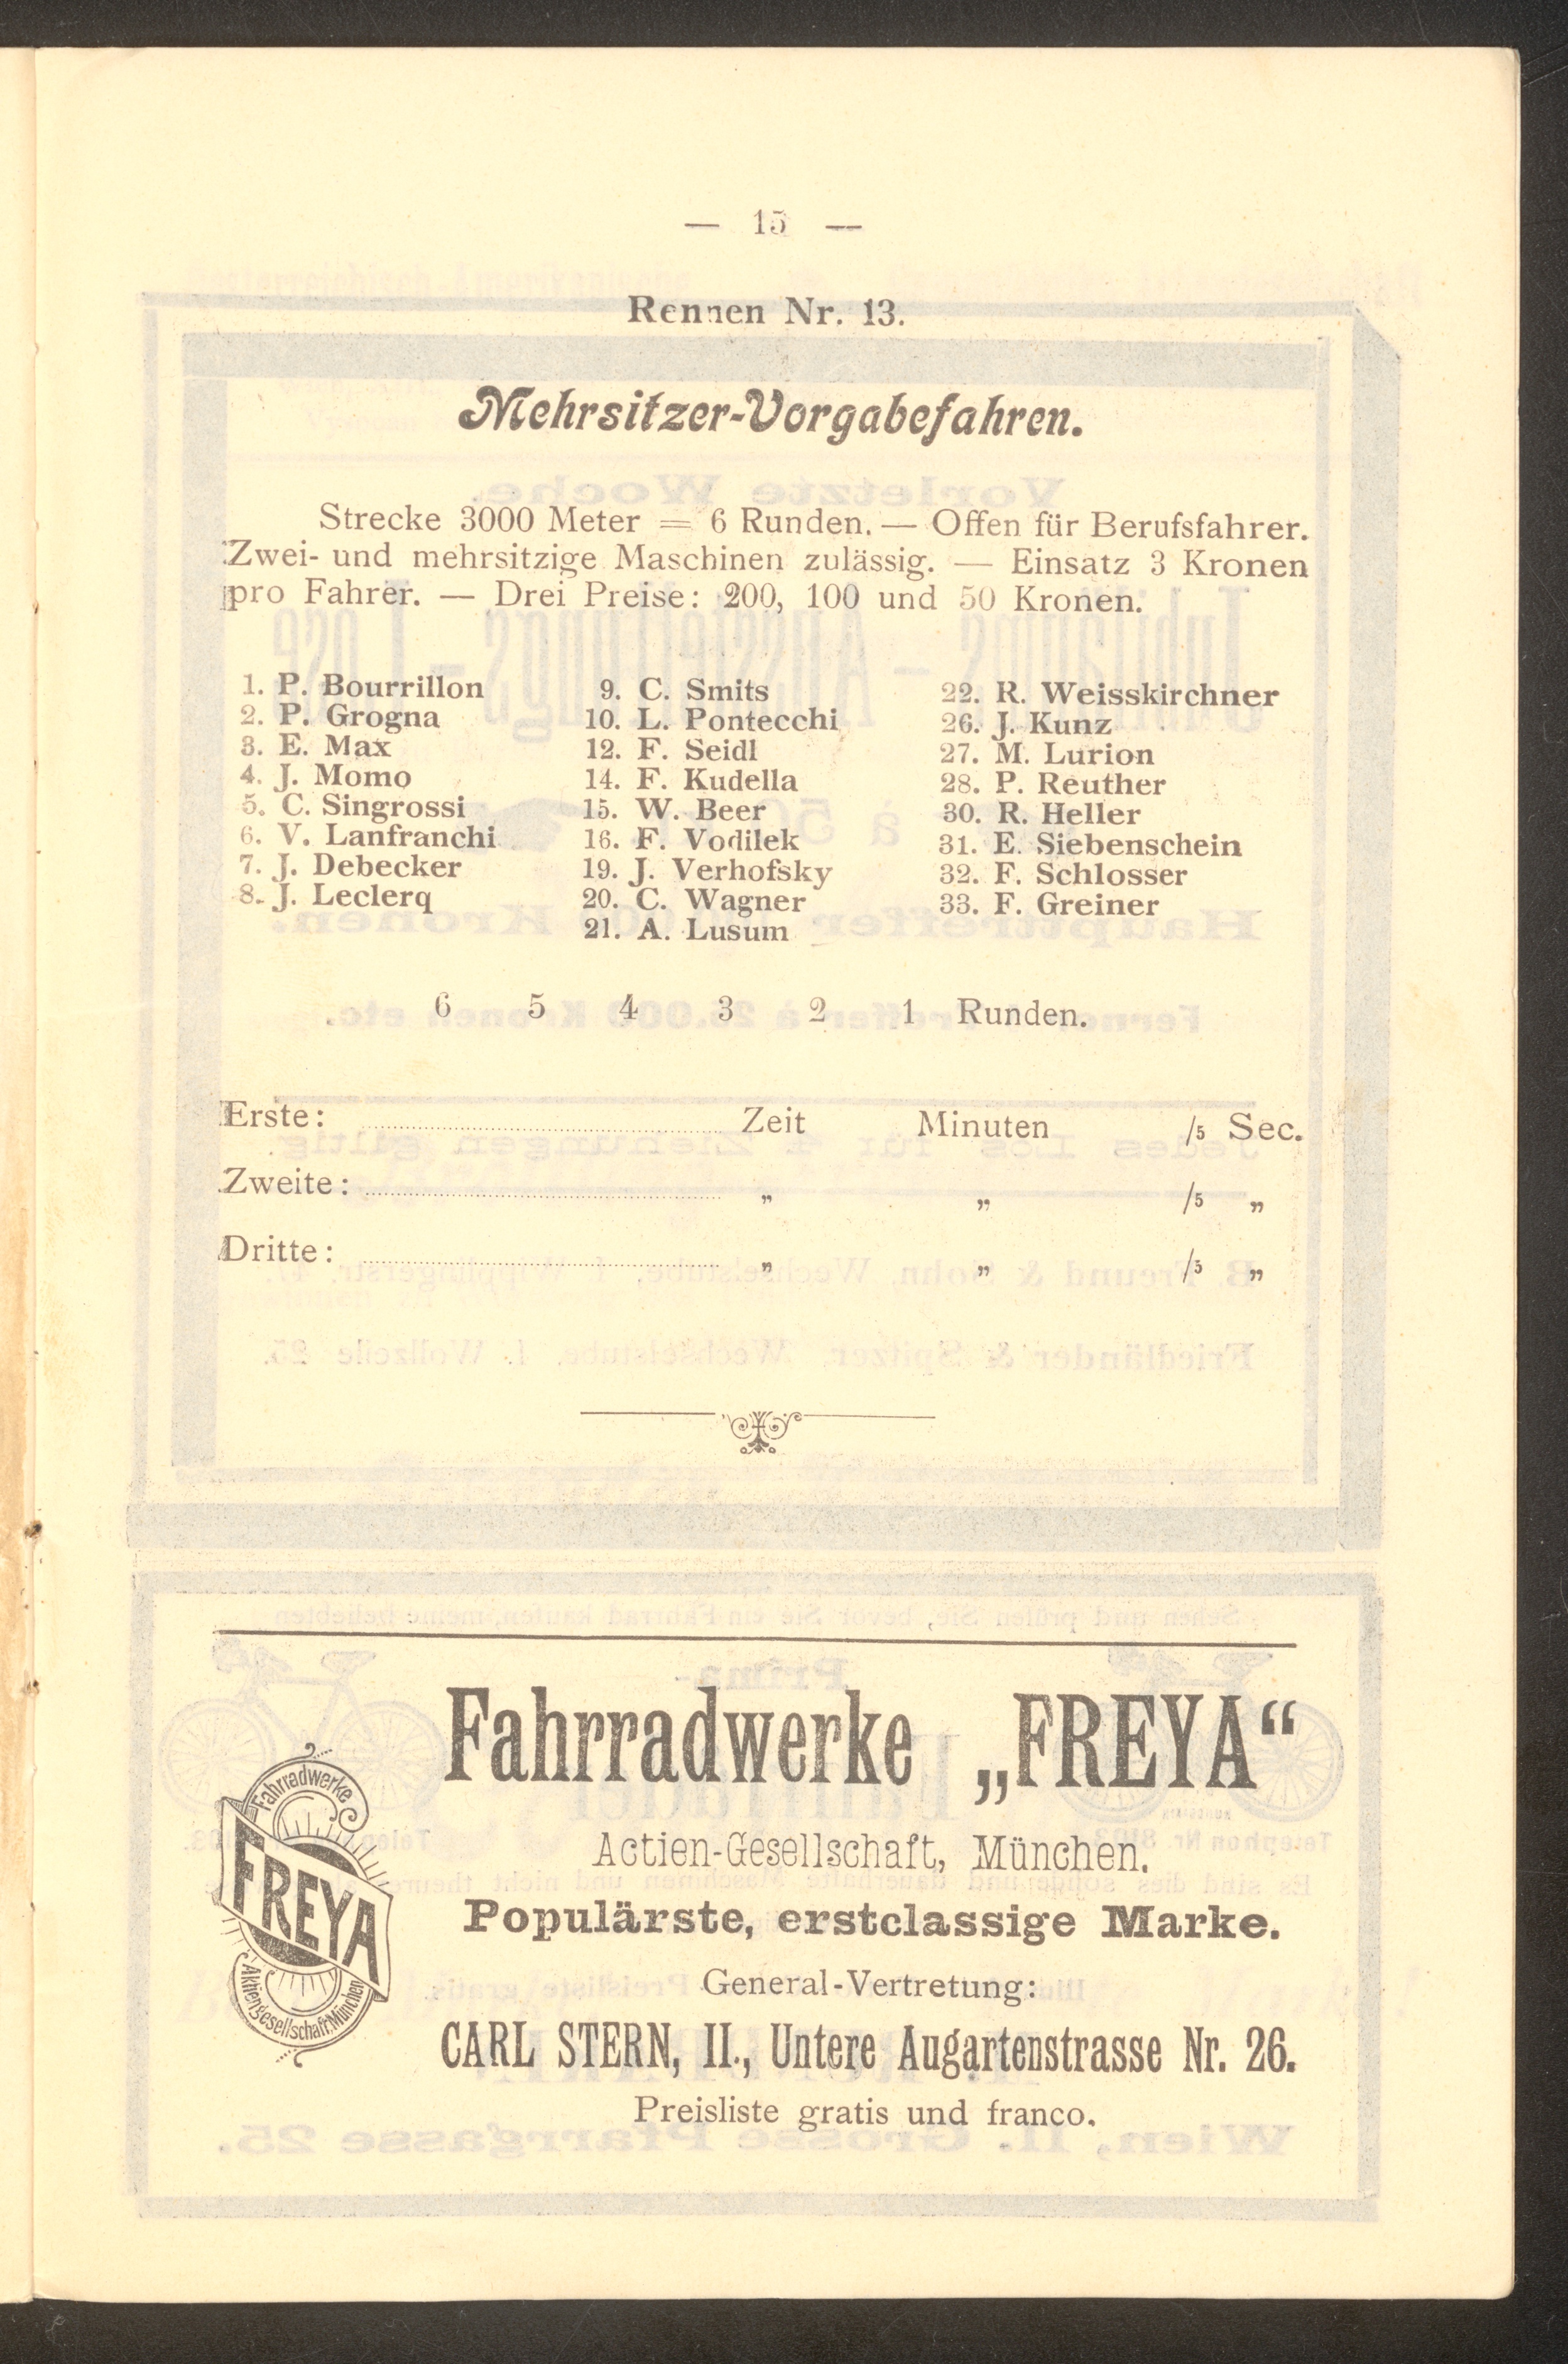 — 15 —
Rennen Nr. 13.
Mehrsitzer-Vorgabefahren.
Strecke 3000 Meter = 6 Runden. — Offen für Berufsfahrer.
Zwei- und mehrsitzige Maschinen zulässig. — Einsatz 3 Kronen
pro Fahrer. — Drei Preise: 200, 100 und 50 Kronen.
1. P. Bourrillon
2. P. Grogna
3. E. Max
4. J. Momo
5. C. Singrossi
6. V. Lanfranchi
7. J. Debecker
8. J. Leclerq
9. C. Smits
10. L. Pontecchi
12. F. Seidl
14. F. Kudella
15. W. Beer
16. F. Vodilek
19. J. Verhofsky
20. C. Wagner
21. A. Lusum
22. R. Weisskirchner
26. J. Kunz
27. M. Lurion
28. P. Reuther
30. R. Heller
31. E. Siebenschein
32. F. Schlosser
33. F. Greiner
6 5 4 3 2 1 Runden.
Erste: Zeit Minuten /5 Sec.
Zweite: „ „ /5 „
Dritte: „ „ /5 „
Fahrradwerke „FREYA“
Actien-Gesellschaft, München.
Populärste, erstclassige Marke.
General-Vertretung:
CARL STERN, II., Untere Augartenstrasse Nr. 26.
Preisliste gratis und franco.
Fahrradwerke
FREYA
Aktiengesellschaft München